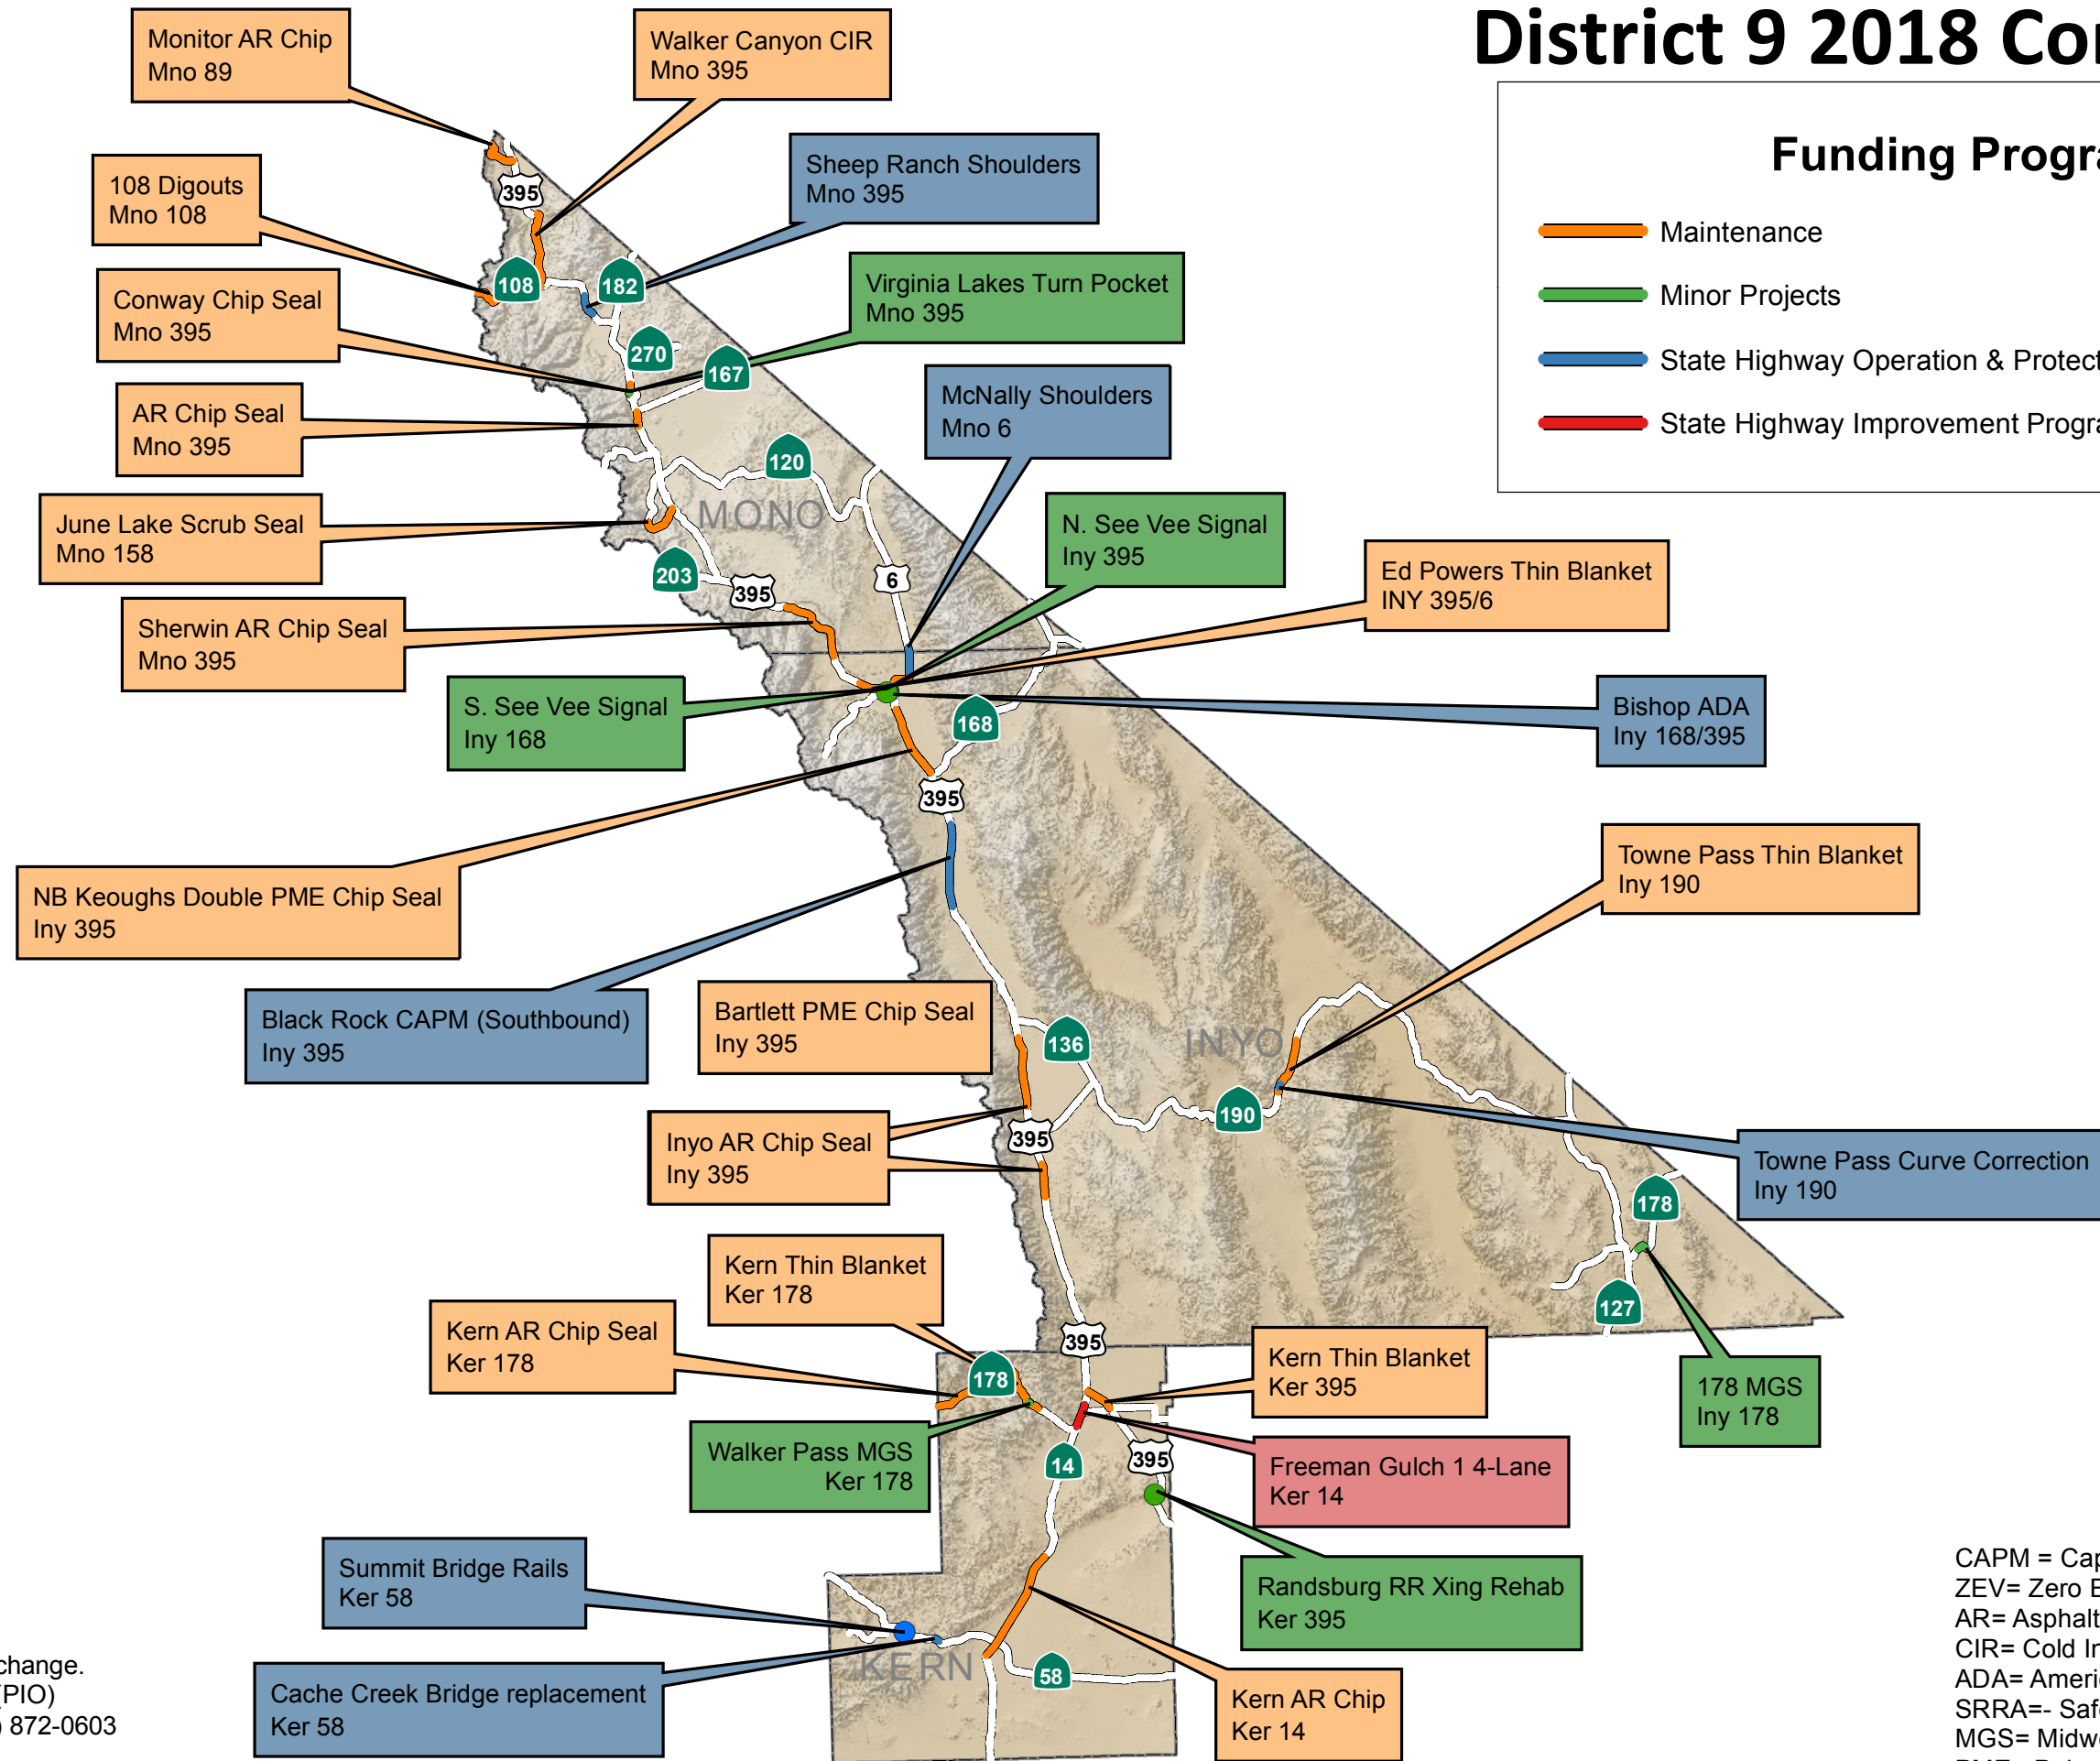 District 9 2018
Funding
Maintenance
Minor Projects
State Highway Operation &
State Highway Improvement
Monitor AR Chip
Mno 89
Walker Canyon CIR
Mno 395
108 Digouts
Mno 108
Sheep Ranch Shoulders
Mno 395
Conway Chip Seal
Mno 395
Virginia Lakes Turn Pocket
Mno 395
AR Chip Seal
Mno 395
McNally Shoulders
Mno 6
June Lake Scrub Seal
Mno 158
N. See Vee Signal
Iny 395
Ed Powers Thin Blanket
INY 395/6
Sherwin AR Chip Seal
Mno 395
S. See Vee Signal
Iny 168
Bishop ADA
Iny 168/395
NB Keoughs Double PME Chip Seal
Iny 395
Towne Pass Thin Blanket
Iny 190
Black Rock CAPM (Southbound)
Iny 395
Bartlett PME Chip Seal
Iny 395
Inyo AR Chip Seal
Iny 395
Towne Pass Curve Correction
Iny 190
Kern Thin Blanket
Ker 178
Kern AR Chip Seal
Ker 178
Kern Thin Blanket
Ker 395
178 MGS
Iny 178
Walker Pass MGS
Ker 178
Freeman Gulch 1 4-Lane
Ker 14
Summit Bridge Rails
Ker 58
Randsburg RR Xing Rehab
Ker 395
Cache Creek Bridge replacement
Ker 58
Kern AR Chip
Ker 14
395
108
182
270
167
120
MONO
203
395
6
168
395
136
INYO
190
395
178
127
395
178
14
395
KERN
58
change.
(PIO)
872-0603
CAPM =
ZEV= Zero
AR= Asphalt
CIR= Cold
ADA=
SRRA=-
MGS=